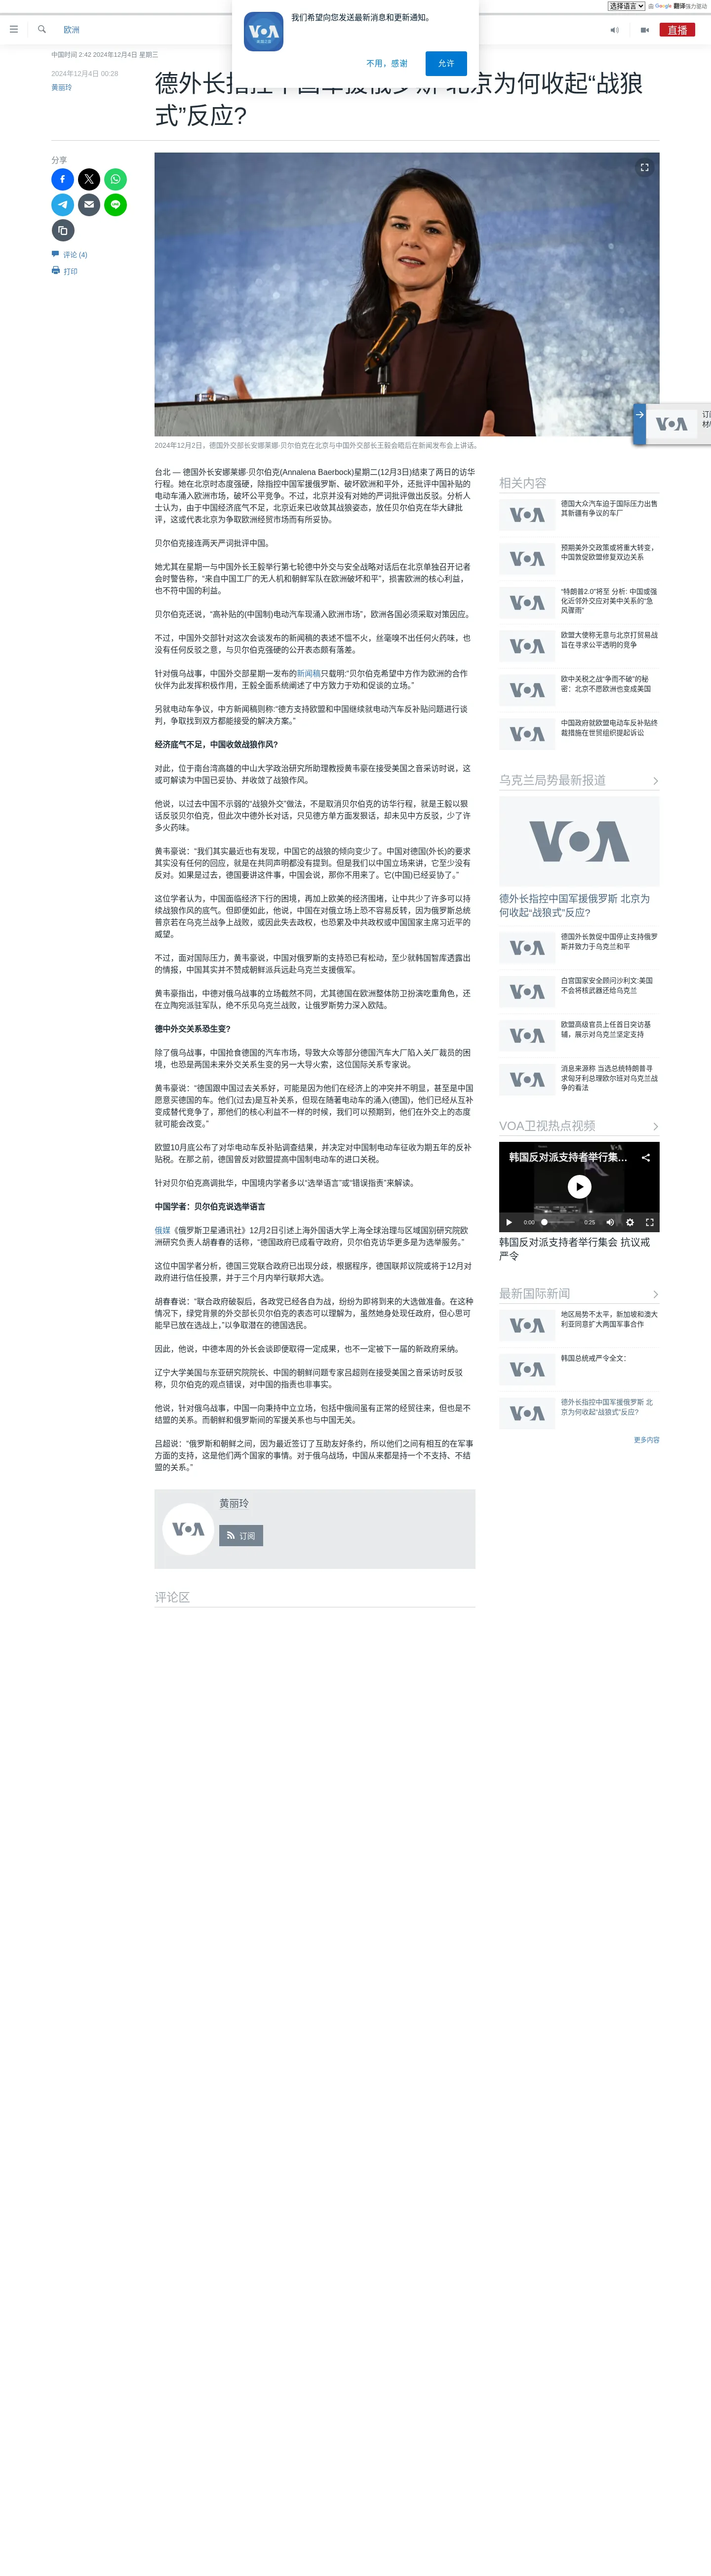 选择语言
由 Google 翻译强力驱动
我们希望向您发送最新消息和更新通知。
不用，感谢
允许
欧洲
直播
中国时间 2:42 2024年12月4日 星期三
2024年12月4日 00:28
黄丽玲
德外长指控中国军援俄罗斯 北京为何收起“战狼
式”反应?
分享
评论 (4)
打印
2024年12月2日，德国外交部长安娜莱娜·贝尔伯克在北京与中国外交部长王毅会晤后在新闻发布会上讲话。
台北 — 德国外长安娜莱娜·贝尔伯克(Annalena Baerbock)星期二(12月3日)结束了两日的访华
行程。她在北京时态度强硬，除指控中国军援俄罗斯、破坏欧洲和平外，还批评中国补贴的
电动车涌入欧洲市场，破坏公平竞争。不过，北京并没有对她的严词批评做出反驳。分析人
士认为，由于中国经济底气不足，北京近来已收敛其战狼姿态，放任贝尔伯克在华大肆批
评，这或代表北京为争取欧洲经贸市场而有所妥协。
贝尔伯克接连两天严词批评中国。
她尤其在星期一与中国外长王毅举行第七轮德中外交与安全战略对话后在北京单独召开记者
会时警告称，“来自中国工厂的无人机和朝鲜军队在欧洲破坏和平”，损害欧洲的核心利益，
也不符中国的利益。
贝尔伯克还说，“高补贴的(中国制)电动汽车现涌入欧洲市场”，欧洲各国必须采取对策因应。
不过，中国外交部针对这次会谈发布的新闻稿的表述不愠不火，丝毫嗅不出任何火药味，也
没有任何反驳之意，与贝尔伯克强硬的公开表态颇有落差。
针对俄乌战事，中国外交部星期一发布的新闻稿只载明:“贝尔伯克希望中方作为欧洲的合作
伙伴为此发挥积极作用，王毅全面系统阐述了中方致力于劝和促谈的立场。”
另就电动车争议，中方新闻稿则称:“德方支持欧盟和中国继续就电动汽车反补贴问题进行谈
判，争取找到双方都能接受的解决方案。”
经济底气不足，中国收敛战狼作风?
对此，位于南台湾高雄的中山大学政治研究所助理教授黄韦豪在接受美国之音采访时说，这
或可解读为中国已妥协、并收敛了战狼作风。
他说，以过去中国不示弱的“战狼外交”做法，不是取消贝尔伯克的访华行程，就是王毅以狠
话反驳贝尔伯克，但此次中德外长对话，只见德方单方面发狠话，却未见中方反驳，少了许
多火药味。
黄韦豪说：“我们其实最近也有发现，中国它的战狼的倾向变少了。中国对德国(外长)的要求
其实没有任何的回应，就是在共同声明都没有提到。但是我们以中国立场来讲，它至少没有
反对。如果是过去，德国要讲这件事，中国会说，那你不用来了。它(中国)已经妥协了。”
这位学者认为，中国面临经济下行的困境，再加上欧美的经济围堵，让中共少了许多可以持
续战狼作风的底气。但即便如此，他说，中国在对俄立场上恐不容易反转，因为俄罗斯总统
普京若在乌克兰战争上战败，或因此失去政权，也恐累及中共政权或中国国家主席习近平的
威望。
不过，面对国际压力，黄韦豪说，中国对俄罗斯的支持恐已有松动，至少就韩国智库透露出
的情报，中国其实并不赞成朝鲜派兵远赴乌克兰支援俄军。
黄韦豪指出，中德对俄乌战事的立场截然不同，尤其德国在欧洲整体防卫扮演吃重角色，还
在立陶宛派驻军队，绝不乐见乌克兰战败，让俄罗斯势力深入欧陆。
德中外交关系恐生变?
除了俄乌战事，中国抢食德国的汽车市场，导致大众等部分德国汽车大厂陷入关厂裁员的困
境，也恐是两国未来外交关系生变的另一大导火索，这位国际关系专家说。
黄韦豪说：“德国跟中国过去关系好，可能是因为他们在经济上的冲突并不明显，甚至是中国
愿意买德国的车。他们(过去)是互补关系，但现在随著电动车的涌入(德国)，他们已经从互补
变成替代竞争了，那他们的核心利益不一样的时候，我们可以预期到，他们在外交上的态度
就可能会改变。”
欧盟10月底公布了对华电动车反补贴调查结果，并决定对中国制电动车征收为期五年的反补
贴税。在那之前，德国曾反对欧盟提高中国制电动车的进口关税。
针对贝尔伯克高调批华，中国境内学者多以“选举语言”或“错误指责”来解读。
中国学者：贝尔伯克说选举语言
俄媒《俄罗斯卫星通讯社》12月2日引述上海外国语大学上海全球治理与区域国别研究院欧
洲研究负责人胡春春的话称，“德国政府已成看守政府，贝尔伯克访华更多是为选举服务。”
这位中国学者分析，德国三党联合政府已出现分歧，根据程序，德国联邦议院或将于12月对
政府进行信任投票，并于三个月内举行联邦大选。
胡春春说：“联合政府破裂后，各政党已经各自为战，纷纷为即将到来的大选做准备。在这种
情况下，绿党背景的外交部长贝尔伯克的表态可以理解为，虽然她身处现任政府，但心思可
能早已放在选战上，”以争取潜在的德国选民。
因此，他说，中德本周的外长会谈即便取得一定成果，也不一定被下一届的新政府采纳。
辽宁大学美国与东亚研究院院长、中国的朝鲜问题专家吕超则在接受美国之音采访时反驳
称，贝尔伯克的观点错误，对中国的指责也非事实。
他说，针对俄乌战事，中国一向秉持中立立场，包括中俄间虽有正常的经贸往来，但也是不
结盟的关系。而朝鲜和俄罗斯间的军援关系也与中国无关。
吕超说：“俄罗斯和朝鲜之间，因为最近签订了互助友好条约，所以他们之间有相互的在军事
方面的支持，这是他们两个国家的事情。对于俄乌战场，中国从来都是持一个不支持、不结
盟的关系。”
黄丽玲
订阅
评论区
相关内容
德国大众汽车迫于国际压力出售
其新疆有争议的车厂
预期美外交政策或将重大转变，
中国敦促欧盟修复双边关系
“特朗普2.0”将至 分析: 中国或强
化近邻外交应对美中关系的“急
风骤雨”
欧盟大使称无意与北京打贸易战
旨在寻求公平透明的竞争
欧中关税之战“争而不破”的秘
密：北京不愿欧洲也变成美国
中国政府就欧盟电动车反补贴终
裁措施在世贸组织提起诉讼
乌克兰局势最新报道
德外长指控中国军援俄罗斯 北京为
何收起“战狼式”反应?
德国外长敦促中国停止支持俄罗
斯并致力于乌克兰和平
白宫国家安全顾问沙利文:美国
不会将核武器还给乌克兰
欧盟高级官员上任首日突访基
辅，展示对乌克兰坚定支持
消息来源称 当选总统特朗普寻
求匈牙利总理欧尔班对乌克兰战
争的看法
VOA卫视热点视频
韩国反对派支持者举行集...
0:00
0:25
韩国反对派支持者举行集会 抗议戒
严令
最新国际新闻
地区局势不太平，新加坡和澳大
利亚同意扩大两国军事合作
韩国总统戒严令全文：
德外长指控中国军援俄罗斯 北
京为何收起“战狼式”反应?
更多内容